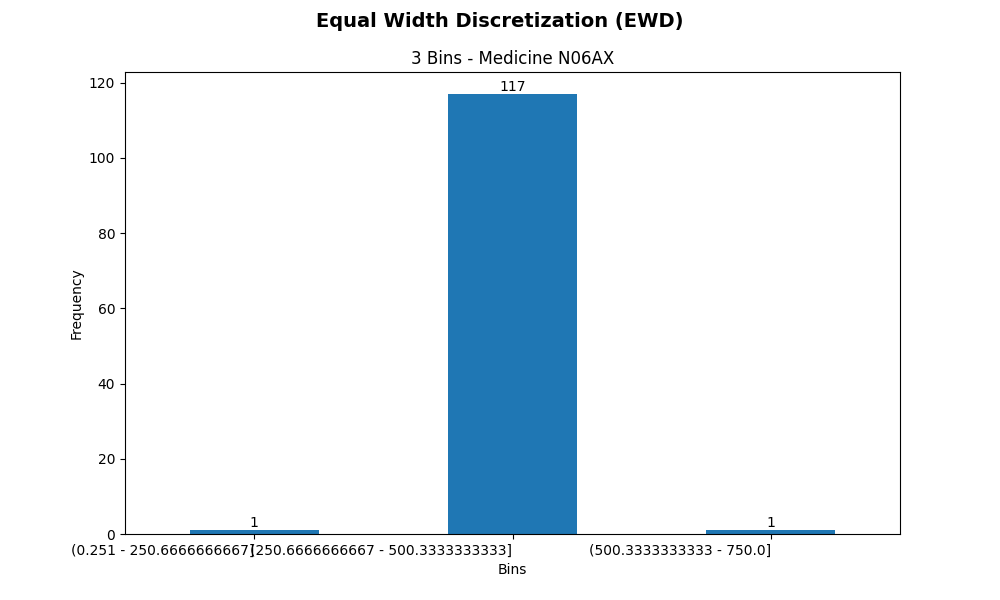 Equal Width Discretization (EWD)
3 Bins - Medicine N06AX
120
100
80
60
40
20
0
Frequency
1
117
1
(0.251 - 250.6666666667]
(250.6666666667 - 500.3333333333]
(500.3333333333 - 750.0]
Bins